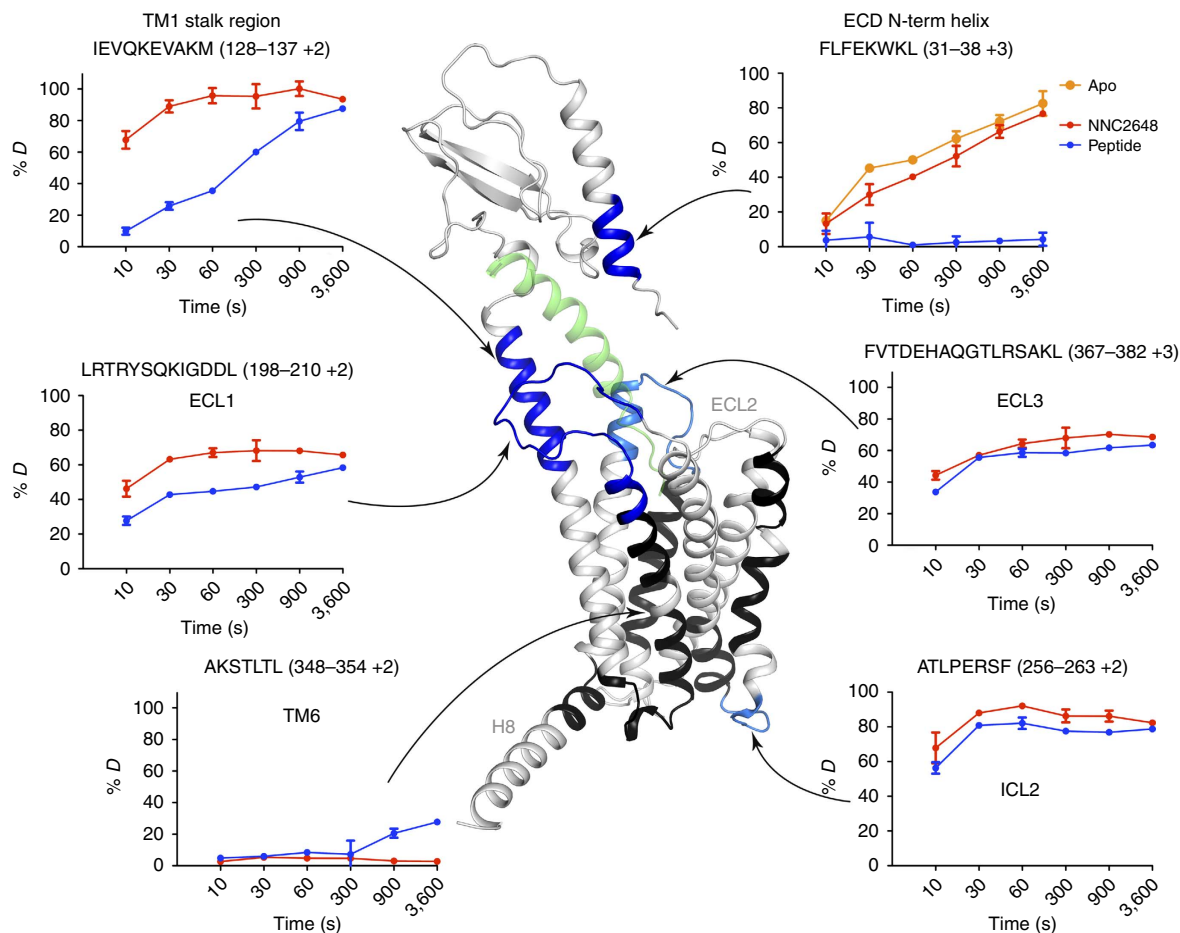 TM1 stalk region
IEVQKEVAKM (128–137 +2)
% D
100
80
60
40
20
0
10
30
60
300
900
3,600
Time (s)
ECD N-term helix
FLFEKWKL (31–38 +3)
% D
100
80
60
40
20
0
10
30
60
300
900
3,600
Time (s)
Apo
NNC2648
Peptide
LRTRYSQKIGDDL (198–210 +2)
ECL1
% D
100
80
60
40
20
0
10
30
60
300
900
3,600
Time (s)
ECL2
FVTDEHAQGTLRSAKL (367–382 +3)
ECL3
% D
100
80
60
40
20
0
10
30
60
300
900
3,600
Time (s)
AKSTLTL (348–354 +2)
TM6
% D
100
80
60
40
20
0
10
30
60
300
900
3,600
Time (s)
H8
ATLPERSF (256–263 +2)
ICL2
% D
100
80
60
40
20
0
10
30
60
300
900
3,600
Time (s)